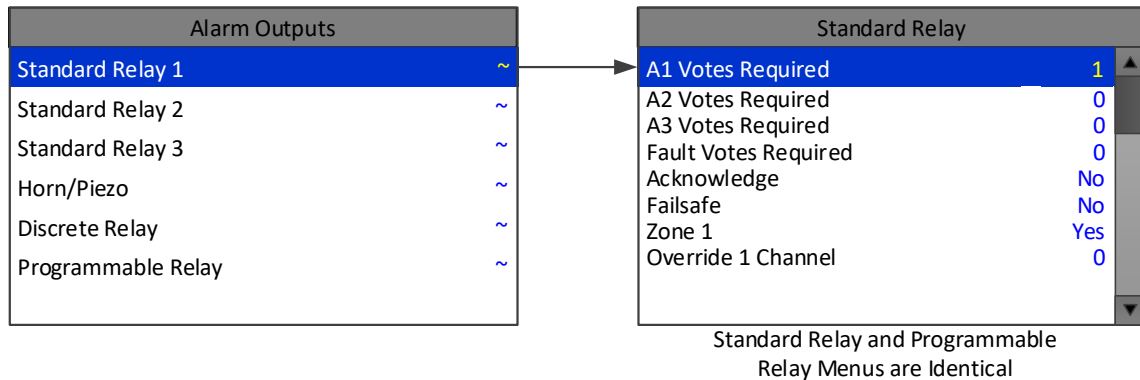 Alarm Outputs
Standard Relay 1 ~
Standard Relay 2 ~
Standard Relay 3 ~
Horn/Piezo ~
Discrete Relay ~
Programmable Relay ~
Standard Relay
A1 Votes Required 1
A2 Votes Required 0
A3 Votes Required 0
Fault Votes Required 0
Acknowledge No
Failsafe No
Zone 1 Yes
Override 1 Channel 0
Standard Relay and Programmable
Relay Menus are Identical